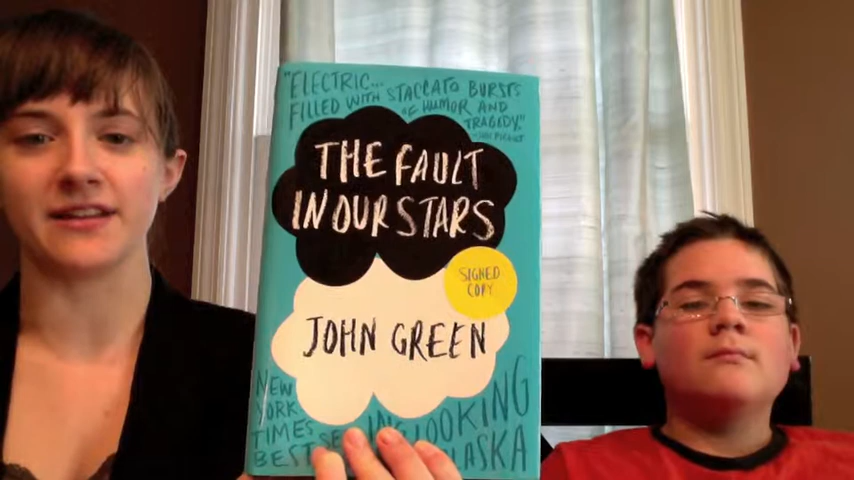 "ELECTRIC...
FILLED WITH STACCATO BURSTS
OF HUMOR AND
TRAGEDY."
THE FAULT
IN OUR STARS
SIGNED
COPY
JOHN GREEN
NEW
YORK
TIMES
BEST
LOOKING
ALASKA